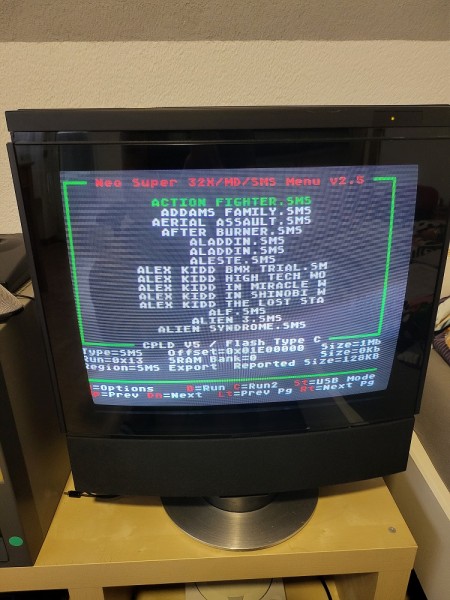 Neo Super 32X/MD/SMS Menu v2.5
ACTION FIGHTER.SMS
ADDAMS FAMILY.SMS
AERIAL ASSAULT.SMS
AFTER BURNER.SMS
ALADDIN.SMS
ALADDIN.SMS
ALESTE.SMS
ALEX KIDD BMX TRIAL.SM
ALEX KIDD HIGH TECH WO
ALEX KIDD IN MIRACLE W
ALEX KIDD IN SHINOBI W
ALEX KIDD THE LOST STA
ALF.SMS
ALIEN 3.SMS
ALIEN SYNDROME.SMS
CPLD V5 / Flash Type C
Type=SMS Offset=0x01E00000 Size=1Mb
Run=0x13 SRAM Bank=0 Size=0Kb
Region=SMS Export Reported Size=128KB
=Options B=Run C=Run2 St=USB Mode
=Prev Dn=Next Lt=Prev Pg Rt=Next Pg